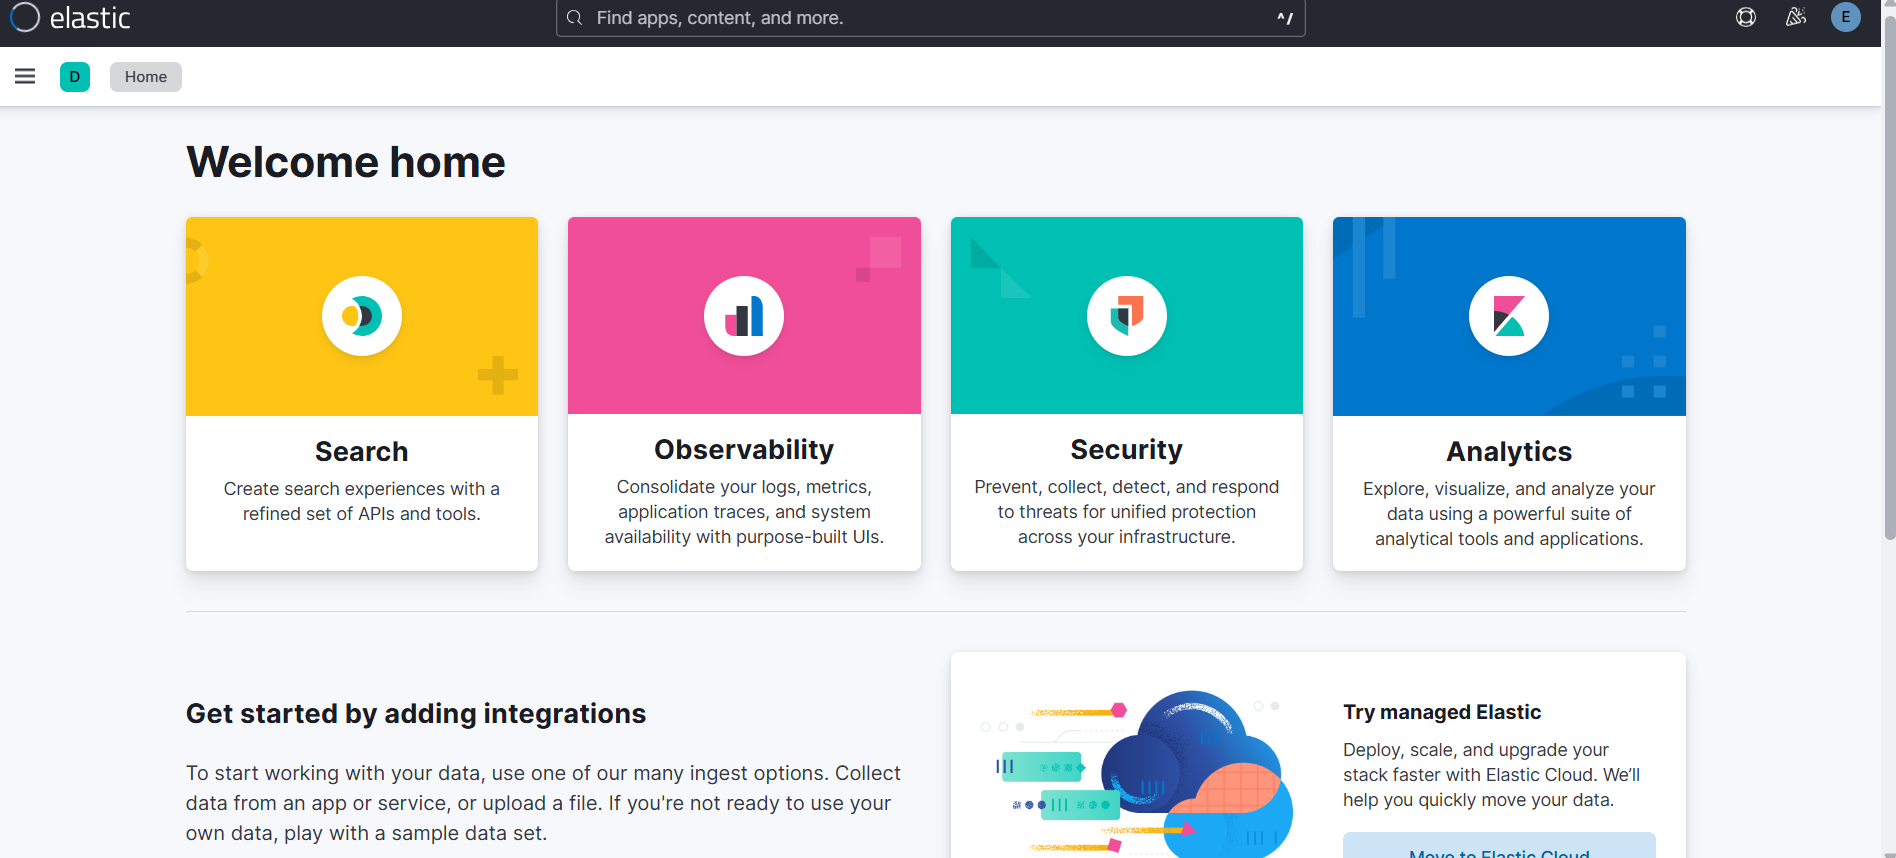 elastic
Find apps, content, and more.
^/
E
D
Home
Welcome home
Search
Create search experiences with a
refined set of APIs and tools.
Observability
Consolidate your logs, metrics,
application traces, and system
availability with purpose-built UIs.
Security
Prevent, collect, detect, and respond
to threats for unified protection
across your infrastructure.
Analytics
Explore, visualize, and analyze your
data using a powerful suite of
analytical tools and applications.
Get started by adding integrations
To start working with your data, use one of our many ingest options. Collect
data from an app or service, or upload a file. If you're not ready to use your
own data, play with a sample data set.
Try managed Elastic
Deploy, scale, and upgrade your
stack faster with Elastic Cloud. We’ll
help you quickly move your data.
Move to Elastic Cloud